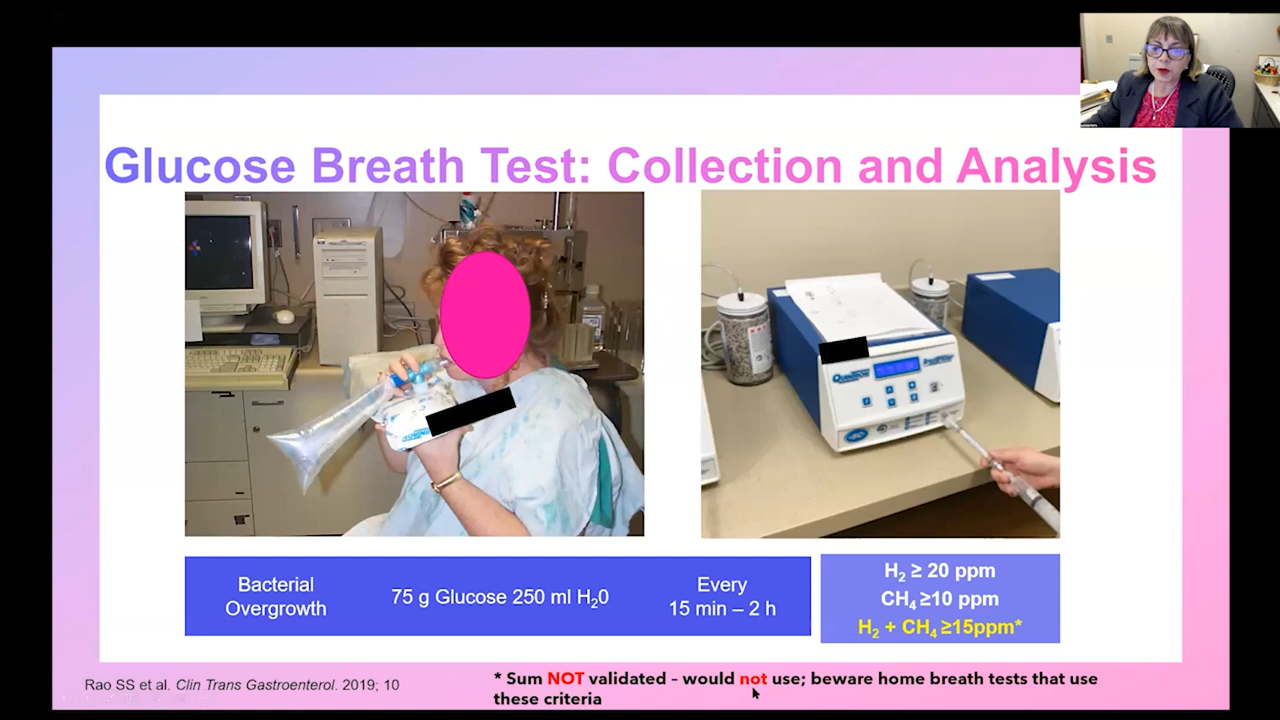 Glucose Breath Test: Collection and Analysis
QUINTRON
Bacterial
Overgrowth
75 g Glucose 250 ml H₂0
Every
15 min – 2 h
H₂ ≥ 20 ppm
CH₄ ≥10 ppm
H₂ + CH₄ ≥15ppm*
Rao SS et al. Clin Trans Gastroenterol. 2019; 10
* Sum NOT validated – would not use; beware home breath tests that use
these criteria